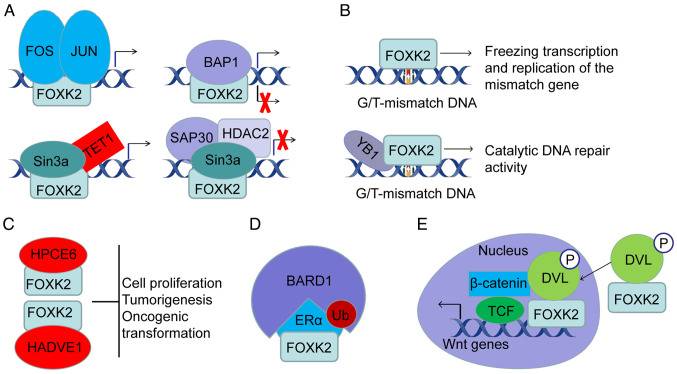 A
FOS
JUN
FOXK2
BAP1
FOXK2
X
TET1
Sin3a
FOXK2
SAP30
HDAC2
Sin3a
FOXK2
X
B
FOXK2
G/T-mismatch DNA
Freezing transcription
and replication of the
mismatch gene
YB1
FOXK2
G/T-mismatch DNA
Catalytic DNA repair
activity
C
HPCE6
FOXK2
FOXK2
HADVE1
Cell proliferation
Tumorigenesis
Oncogenic
transformation
D
BARD1
ERα
Ub
FOXK2
E
Nucleus
P
β-catenin
DVL
TCF
FOXK2
Wnt genes
P
DVL
FOXK2